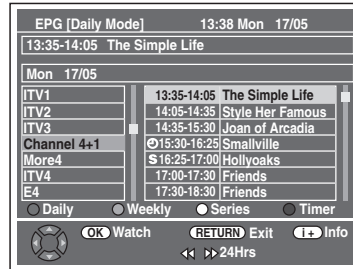 EPG [Daily Mode] 13:38 Mon 17/05
13:35-14:05 The Simple Life
Mon 17/05
ITV1 13:35-14:05 The Simple Life
ITV2 14:05-14:35 Style Her Famous
ITV3 14:35-15:30 Joan of Arcadia
Channel 4+1 15:30-16:25 Smallville
More4 S 16:25-17:00 Hollyoaks
ITV4 17:00-17:30 Friends
E4 17:30-18:30 Friends
Daily Weekly Series Timer
OK Watch RETURN Exit i+ Info
24Hrs